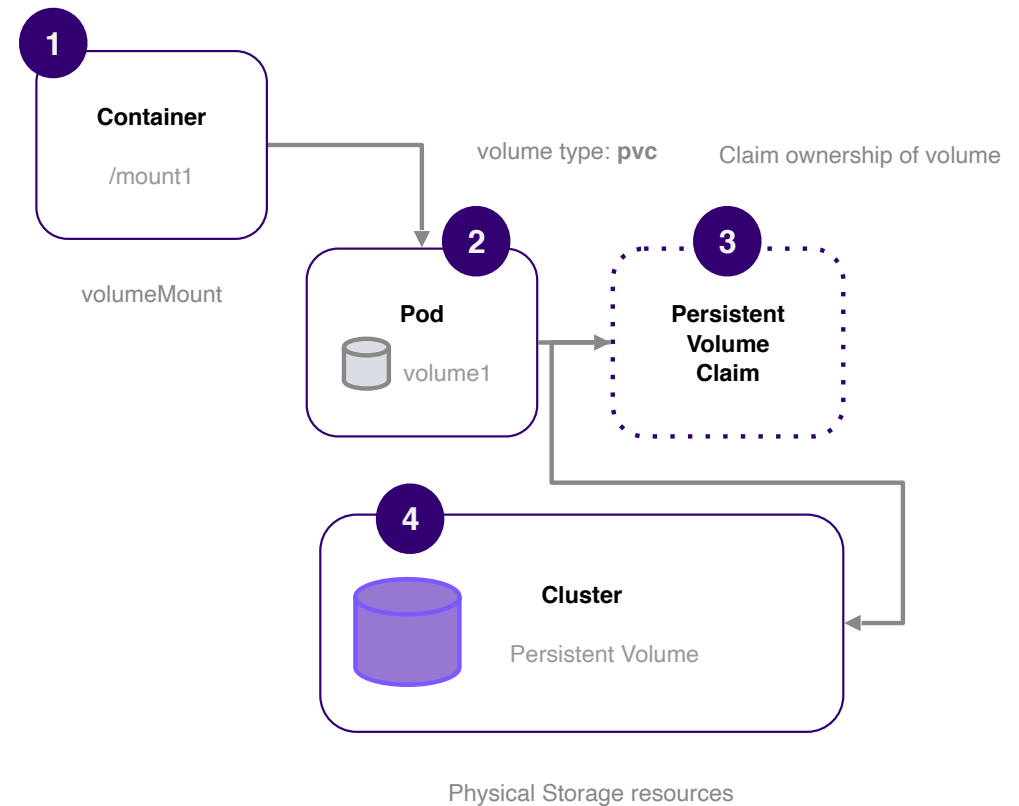 1
Container
/mount1
volumeMount
volume type: pvc
Claim ownership of volume
2
Pod
volume1
3
Persistent
Volume
Claim
4
Cluster
Persistent Volume
Physical Storage resources